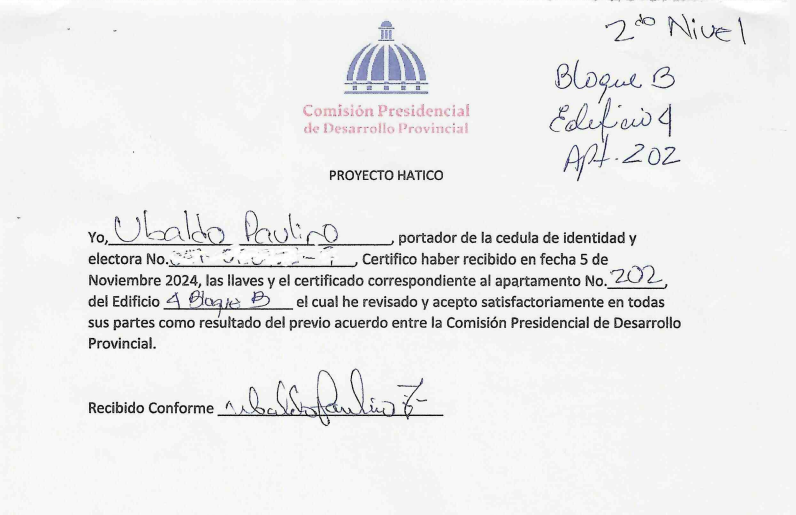 2do Nivel
Bloque B
Edificio 4
Apt. 202
Comisión Presidencial
de Desarrollo Provincial
PROYECTO HATICO
Yo, Ubaldo Paulino, portador de la cedula de identidad y
electora No. , Certifico haber recibido en fecha 5 de
Noviembre 2024, las llaves y el certificado correspondiente al apartamento No. 202,
del Edificio 4 Bloque B el cual he revisado y acepto satisfactoriamente en todas
sus partes como resultado del previo acuerdo entre la Comisión Presidencial de Desarrollo
Provincial.
Recibido Conforme Ubaldo Paulino